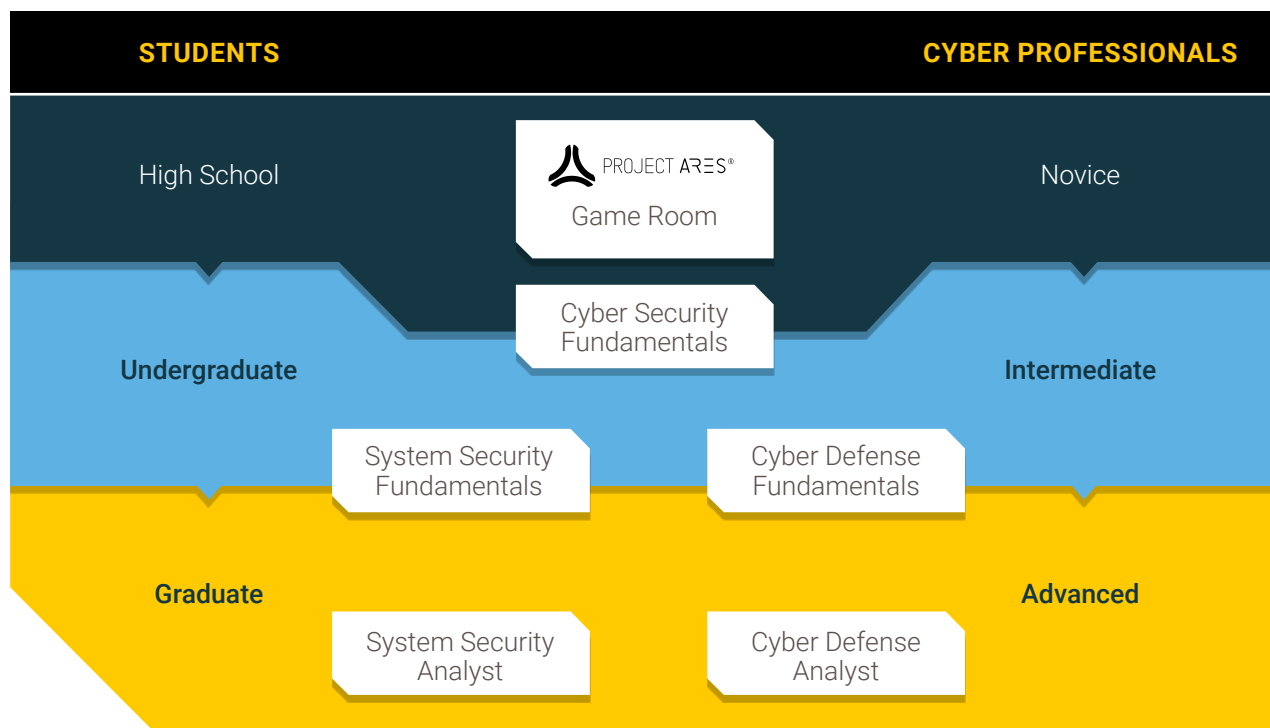 STUDENTS
CYBER PROFESSIONALS
High School
PROJECT ARES®
Game Room
Novice
Cyber Security
Fundamentals
Undergraduate
Intermediate
System Security
Fundamentals
Cyber Defense
Fundamentals
Graduate
Advanced
System Security
Analyst
Cyber Defense
Analyst